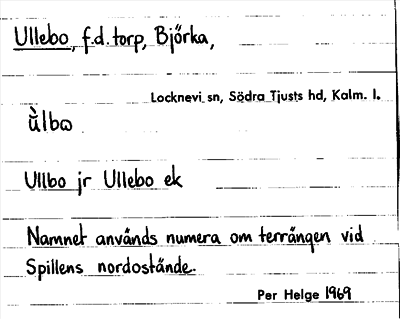 Ullebo, f.d. torp, Björka,
Locknevi sn, Södra Tjusts hd, Kalm. l.
ù̈lbɷ
Ullbo jr Ullebo ek
Namnet används numera om terrängen vid
Spillens nordostände.
Per Helge 1969